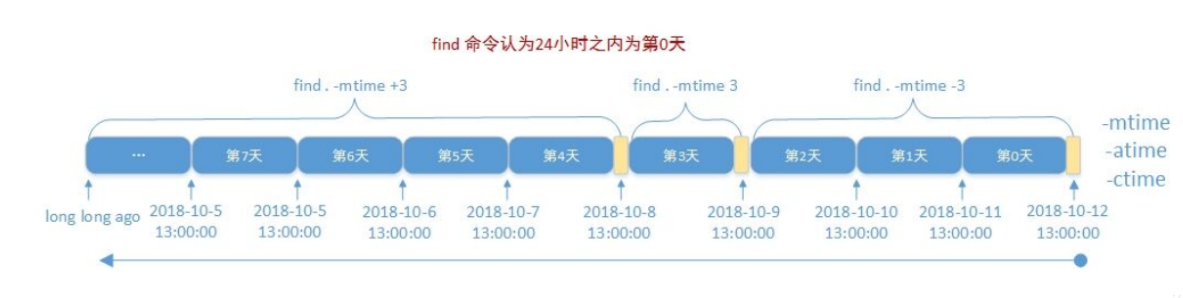 find 命令认为24小时之内为第0天
find . -mtime +3
find . -mtime 3
find . -mtime -3
-mtime
-atime
-ctime
...
第7天
第6天
第5天
第4天
第3天
第2天
第1天
第0天
long long ago
2018-10-5
13:00:00
2018-10-5
13:00:00
2018-10-6
13:00:00
2018-10-7
13:00:00
2018-10-8
13:00:00
2018-10-9
13:00:00
2018-10-10
13:00:00
2018-10-11
13:00:00
2018-10-12
13:00:00